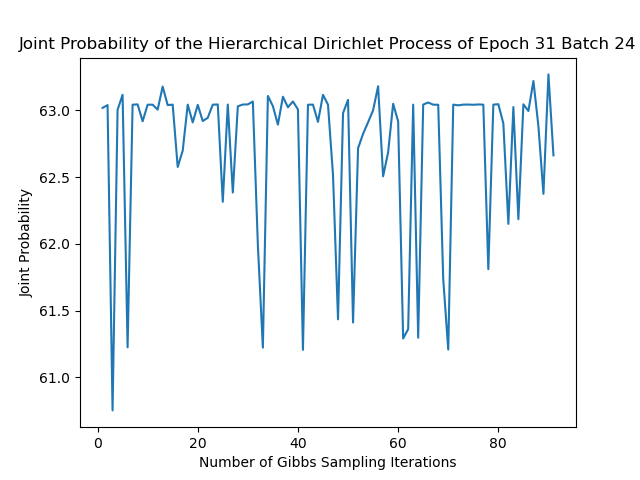 Joint Probability of the Hierarchical Dirichlet Process of Epoch 31 Batch 24
63.0
62.5
62.0
61.5
61.0
Joint Probability
0 20 40 60 80
Number of Gibbs Sampling Iterations